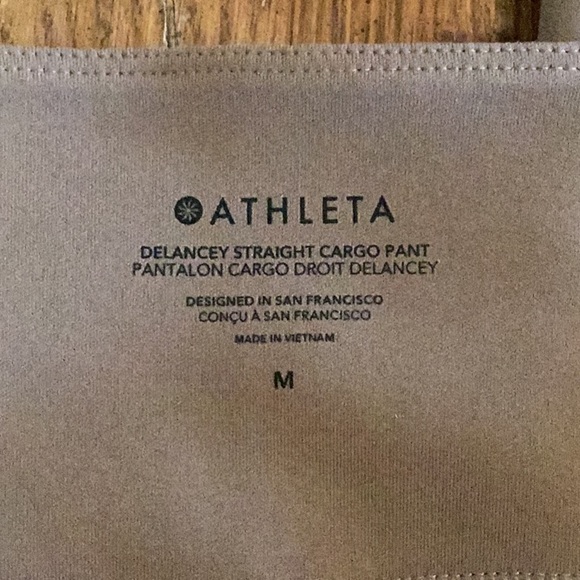 ATHLETA
DELANCEY STRAIGHT CARGO PANT
PANTALON CARGO DROIT DELANCEY
DESIGNED IN SAN FRANCISCO
CONÇU À SAN FRANCISCO
MADE IN VIETNAM
M